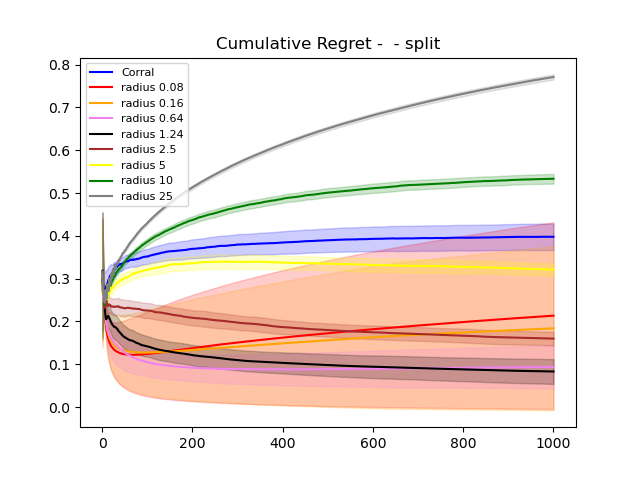 Cumulative Regret -  - split
0.8
0.7
0.6
0.5
0.4
0.3
0.2
0.1
0.0
Corral
radius 0.08
radius 0.16
radius 0.64
radius 1.24
radius 2.5
radius 5
radius 10
radius 25
0 200 400 600 800 1000